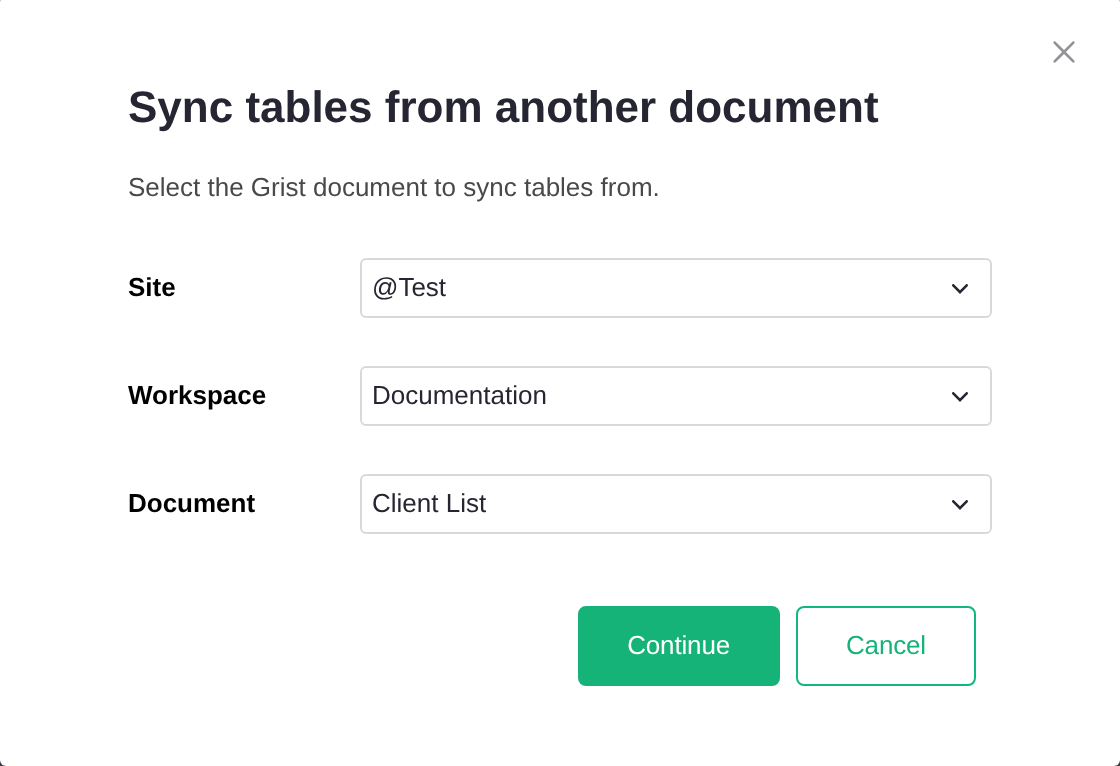 Sync tables from another document
Select the Grist document to sync tables from.
Site
@Test
Workspace
Documentation
Document
Client List
Continue
Cancel